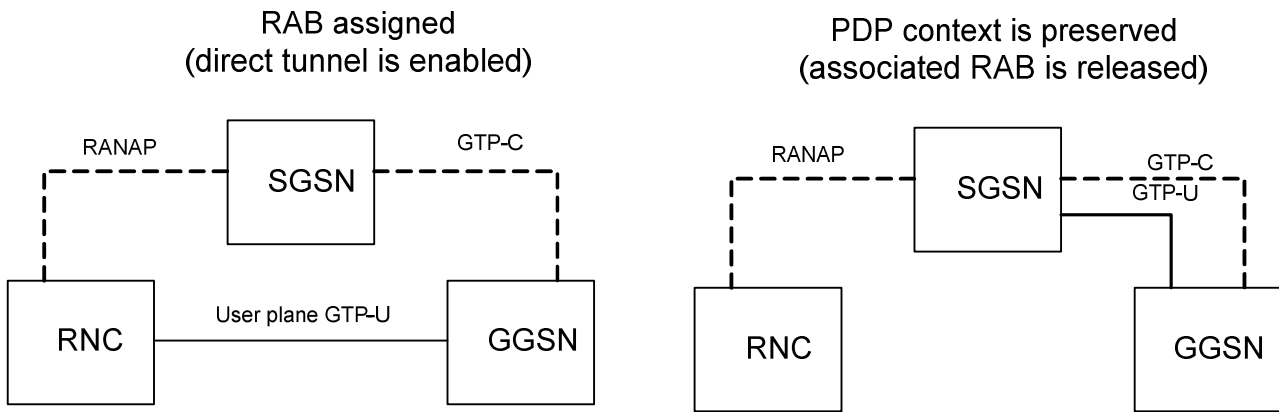 RAB assigned
(direct tunnel is enabled)
RANAP
GTP-C
SGSN
RNC
User plane GTP-U
GGSN
PDP context is preserved
(associated RAB is released)
RANAP
SGSN
GTP-C
GTP-U
RNC
GGSN